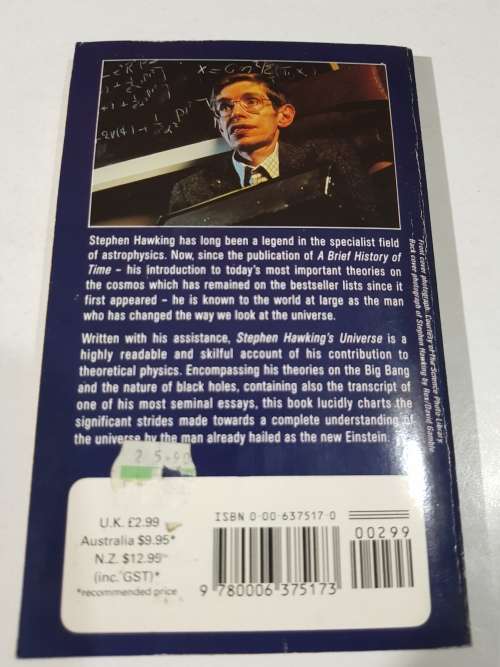 Stephen Hawking has long been a legend in the specialist field
of astrophysics. Now, since the publication of A Brief History of
Time – his introduction to today's most important theories on
the cosmos which has remained on the bestseller lists since it
first appeared – he is known to the world at large as the man
who has changed the way we look at the universe.
Written with his assistance, Stephen Hawking's Universe is a
highly readable and skilful account of his contribution to
theoretical physics. Encompassing his theories on the Big Bang
and the nature of black holes, containing also the transcript of
one of his most seminal essays, this book lucidly charts the
significant strides made towards a complete understanding of
the universe by the man already hailed as the new Einstein.
Front cover photograph: Courtesy of The Science Photo Library
Back cover photograph of Stephen Hawking by Rex/David Gamble
U.K. £2.99
Australia $9.95*
N.Z. $12.95
(inc. GST)*
*recommended price
ISBN 0-00-637517-0
00299
9 780006 375173